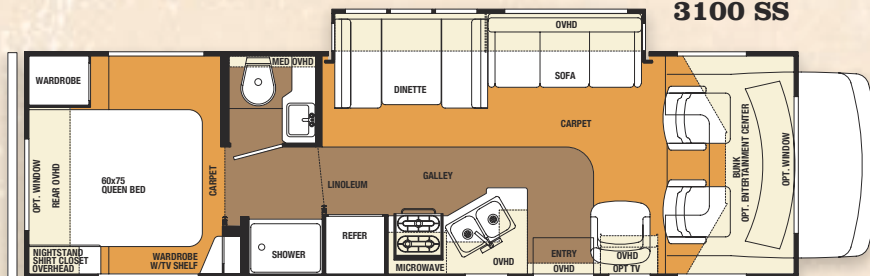 3100 SS
OVHD
MED OVHD
WARDROBE
DINETTE
SOFA
CARPET
OPT. WINDOW
REAR OVHD
60x75
QUEEN BED
CARPET
LINOLEUM
GALLEY
BUNK
OPT. ENTERTAINMENT CENTER
OPT. WINDOW
NIGHTSTAND
SHIRT CLOSET
OVERHEAD
WARDROBE
W/TV SHELF
SHOWER
REFER
MICROWAVE
OVHD
ENTRY
OVHD
OVHD
OPT TV